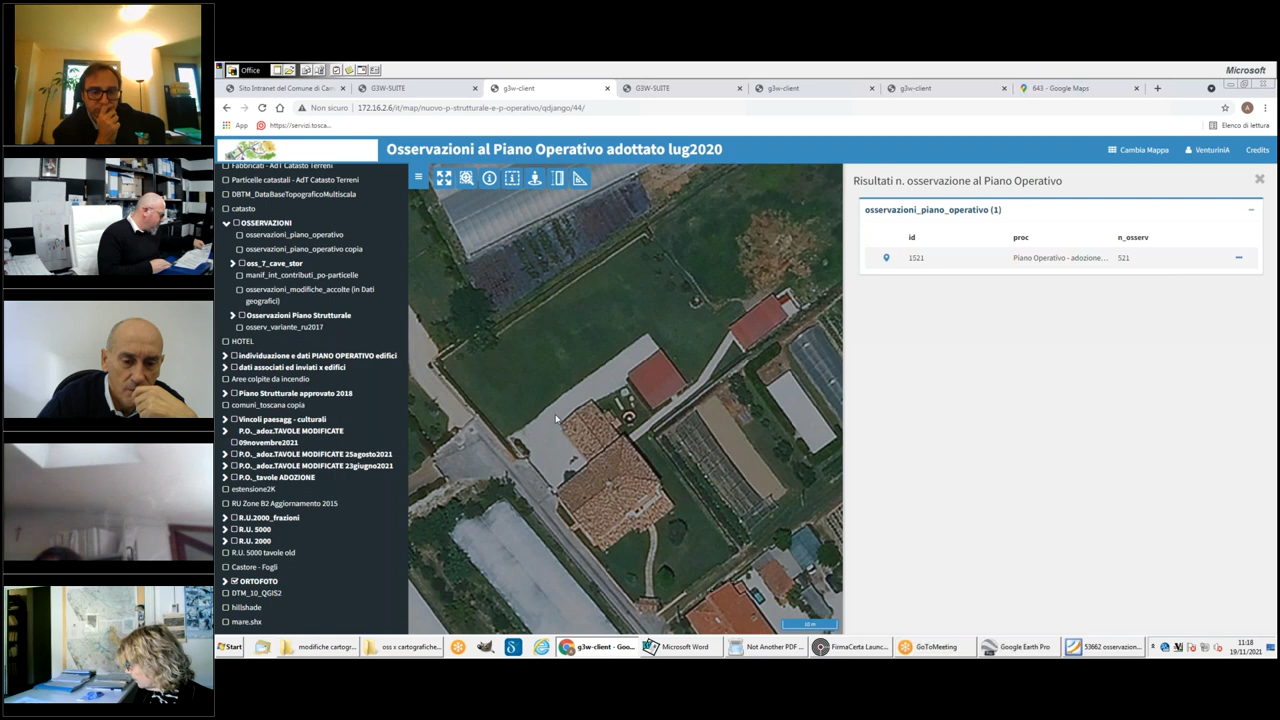 Office
Microsoft
Sito Intranet del Comune di Cam
G3W-SUITE
g3w-client
G3W-SUITE
g3w-client
g3w-client
643 - Google Maps
Non sicuro
172.16.2.6/it/map/nuovo-p-strutturale-e-p-operativo/qdjango/44/
App
https://servizi.tosca...
Elenco di lettura
Osservazioni al Piano Operativo adottato lug2020
Cambia Mappa
VenturiniA
Credits
Fabbricati - AdT Catasto Terreni
Particelle catastali - AdT Catasto Terreni
DBTM_DataBaseTopograficoMultiscala
catasto
OSSERVAZIONI
osservazioni_piano_operativo
osservazioni_piano_operativo copia
oss_7_cave_stor
manif_int_contributi_po-particelle
osservazioni_modifiche_accolte (in Dati
geografici)
Osservazioni Piano Strutturale
osserv_variante_ru2017
HOTEL
individuazione e dati PIANO OPERATIVO edifici
dati associati ed inviati x edifici
Aree colpite da incendio
Piano Strutturale approvato 2018
comuni_toscana copia
Vincoli paesagg - culturali
P.O._adoz.TAVOLE MODIFICATE
09novembre2021
P.O._adoz.TAVOLE MODIFICATE 25agosto2021
P.O._adoz.TAVOLE MODIFICATE 23giugno2021
P.O._tavole ADOZIONE
estensione2K
RU Zone B2 Aggiornamento 2015
R.U.2000_frazioni
R.U. 5000
R.U. 2000
R.U. 5000 tavole old
Castore - Fogli
ORTOFOTO
DTM_10_QGIS2
hillshade
mare.shx
10 m
Risultati n. osservazione al Piano Operativo
osservazioni_piano_operativo (1)
id proc n_osserv
1521 Piano Operativo - adozione... 521
Start
modifiche cartogr...
oss x cartografiche...
g3w-client - Goo...
Microsoft Word
Not Another PDF ...
FirmaCerta Launc...
GoToMeeting
Google Earth Pro
53662 osservazion...
11:18
19/11/2021